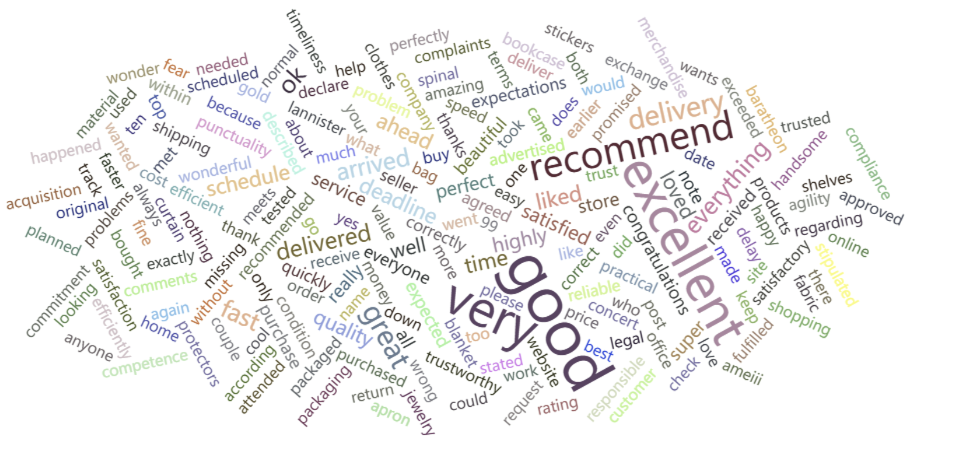 timeliness
merchandise
stickers
perfectly
bookcase
both
clothes
complaints
wonder
fear
needed
normal
scheduled
ok
help
declare
spinal
terms
deliver
exchange
wants
company
amazing
expectations
would
within
gold
problem
speed
material
used
top
because
lannister
your
ahead
thanks
beautiful
took
came
does
earlier
promised
delivery
exceeded
baratheon
trusted
ten
shipping
punctuality
described
about
what
advertised
recommend
happened
wanted
met
wonderful
much
arrived
buy
bag
one
trust
date
everything
handsome
compliance
track
faster
cost
efficient
schedule
service
seller
deadline
perfect
easy
liked
store
excellent
loved
note
products
shelves
acquisition
original
always
curtain
meets
tested
value
agreed
satisfied
even
congratulations
received
happy
agility
approved
problems
fine
nothing
recommended
go
yes
correctly
went
99
highly
like
did
delay
regarding
planned
bought
exactly
missing
thank
delivered
well
more
time
correct
practical
made
site
satisfactory
there
online
commitment
looking
satisfaction
comments
without
only
quickly
receive
really
everyone
money
good
very
please
reliable
who
keep
fabric
stipulated
efficiently
again
fast
condition
order
name
expected
price
concert
post
shopping
anyone
home
protectors
couple
cool
purchase
quality
great
down
all
blanket
too
website
best
legal
office
super
love
fulfilled
competence
according
attended
packaged
packaging
purchased
wrong
trustworthy
stated
work
responsible
customer
check
ameiii
return
apron
jewelry
could
request
rating